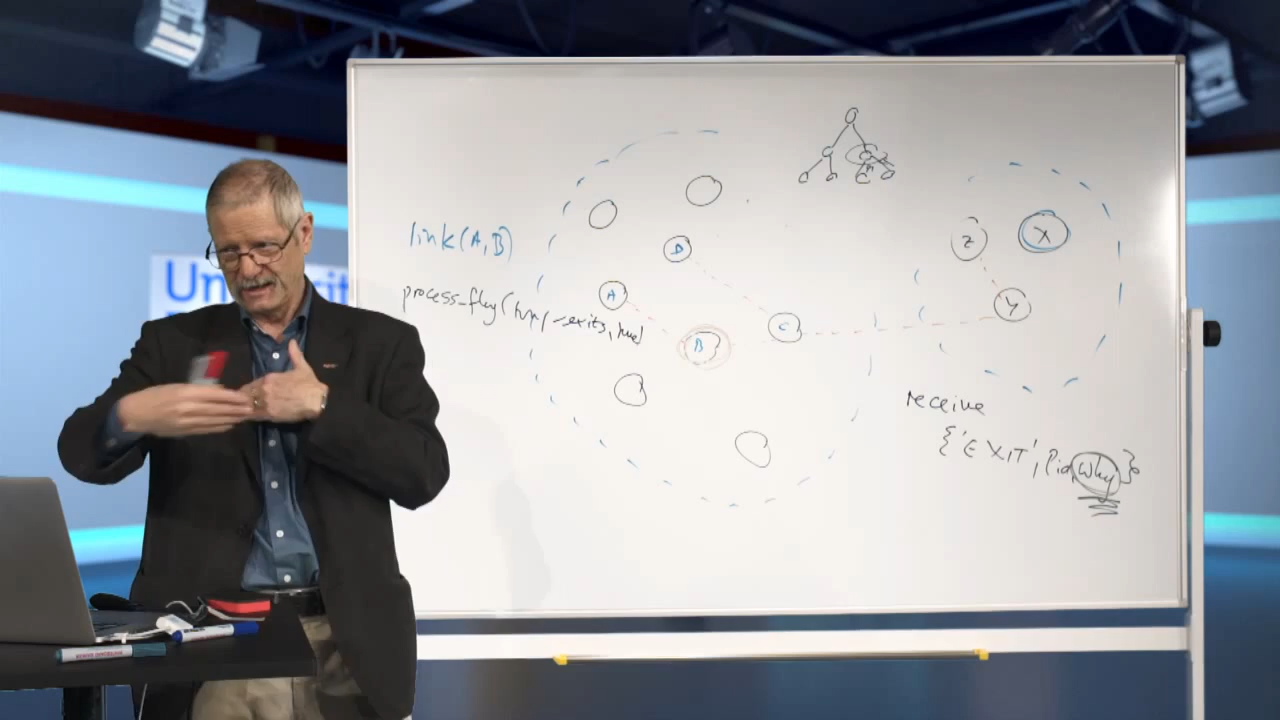 link(A,B)
process_flag(trap_exits, true)
D
A
B
C
Z
X
Y
receive
{'EXIT', Pid, Why}